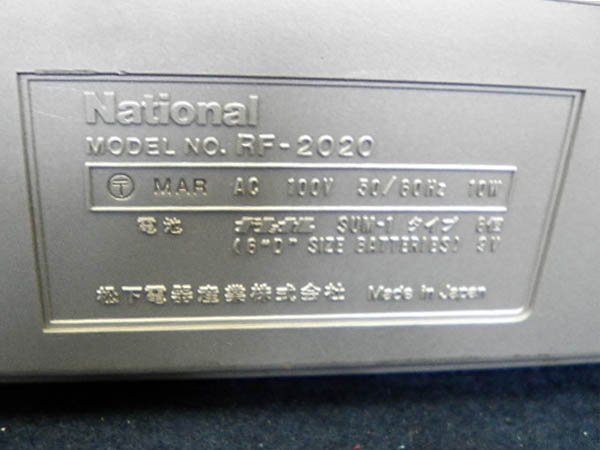 National
MODEL NO. RF-2020
〒 MAR AC 100V 50/60Hz 10W
電池 SUM-1 タイプ 6個
(6"D" SIZE BATTERIES) 9V
松下電器産業株式会社 Made in Japan